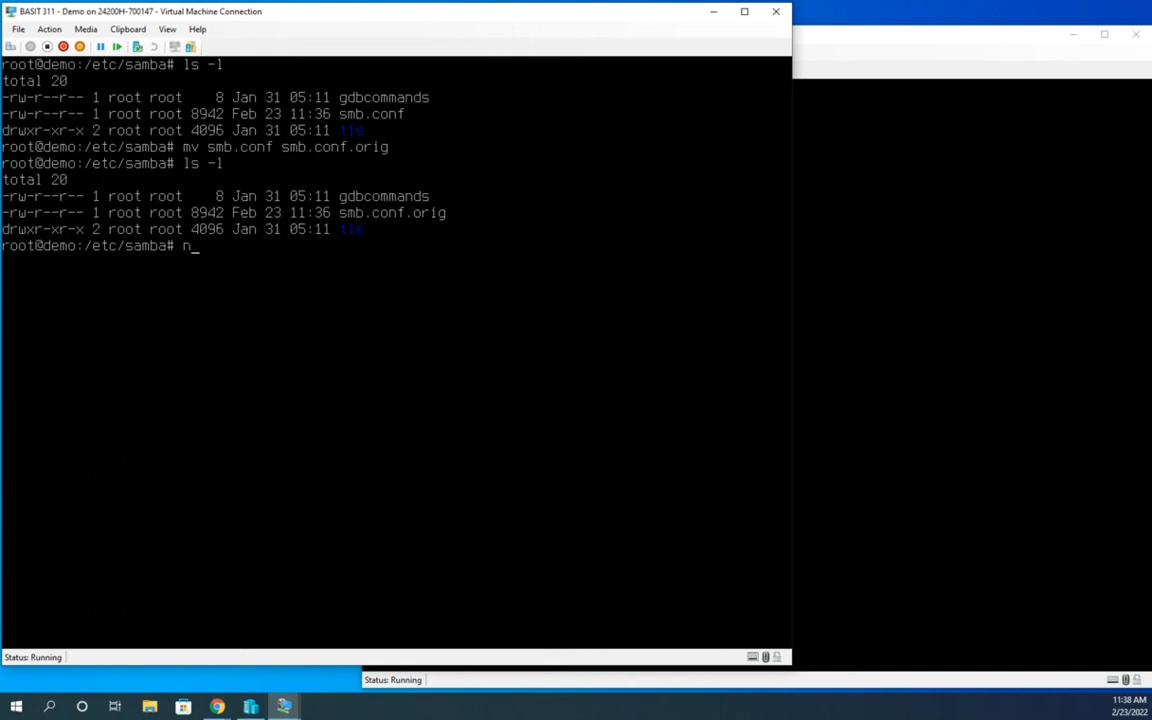 BASIT 311 - Demo on 24200H-700147 - Virtual Machine Connection
File Action Media Clipboard View Help
root@demo:/etc/samba# ls -l
total 20
-rw-r--r-- 1 root root    8 Jan 31 05:11 gdbcommands
-rw-r--r-- 1 root root 8942 Feb 23 11:36 smb.conf
drwxr-xr-x 2 root root 4096 Jan 31 05:11 tls
root@demo:/etc/samba# mv smb.conf smb.conf.orig
root@demo:/etc/samba# ls -l
total 20
-rw-r--r-- 1 root root    8 Jan 31 05:11 gdbcommands
-rw-r--r-- 1 root root 8942 Feb 23 11:36 smb.conf.orig
drwxr-xr-x 2 root root 4096 Jan 31 05:11 tls
root@demo:/etc/samba# n_
Status: Running
Status: Running
11:38 AM
2/23/2022